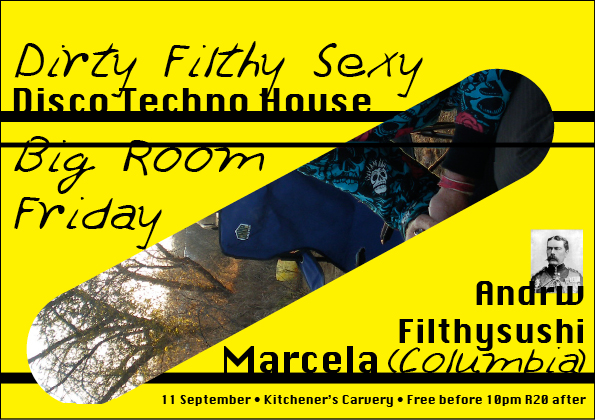 Dirty Filthy Sexy
Disco Techno House
Big Room
Friday
Andrw
Filthysushi
Marcela (Columbia)
11 September • Kitchener's Carvery • Free before 10pm R20 after